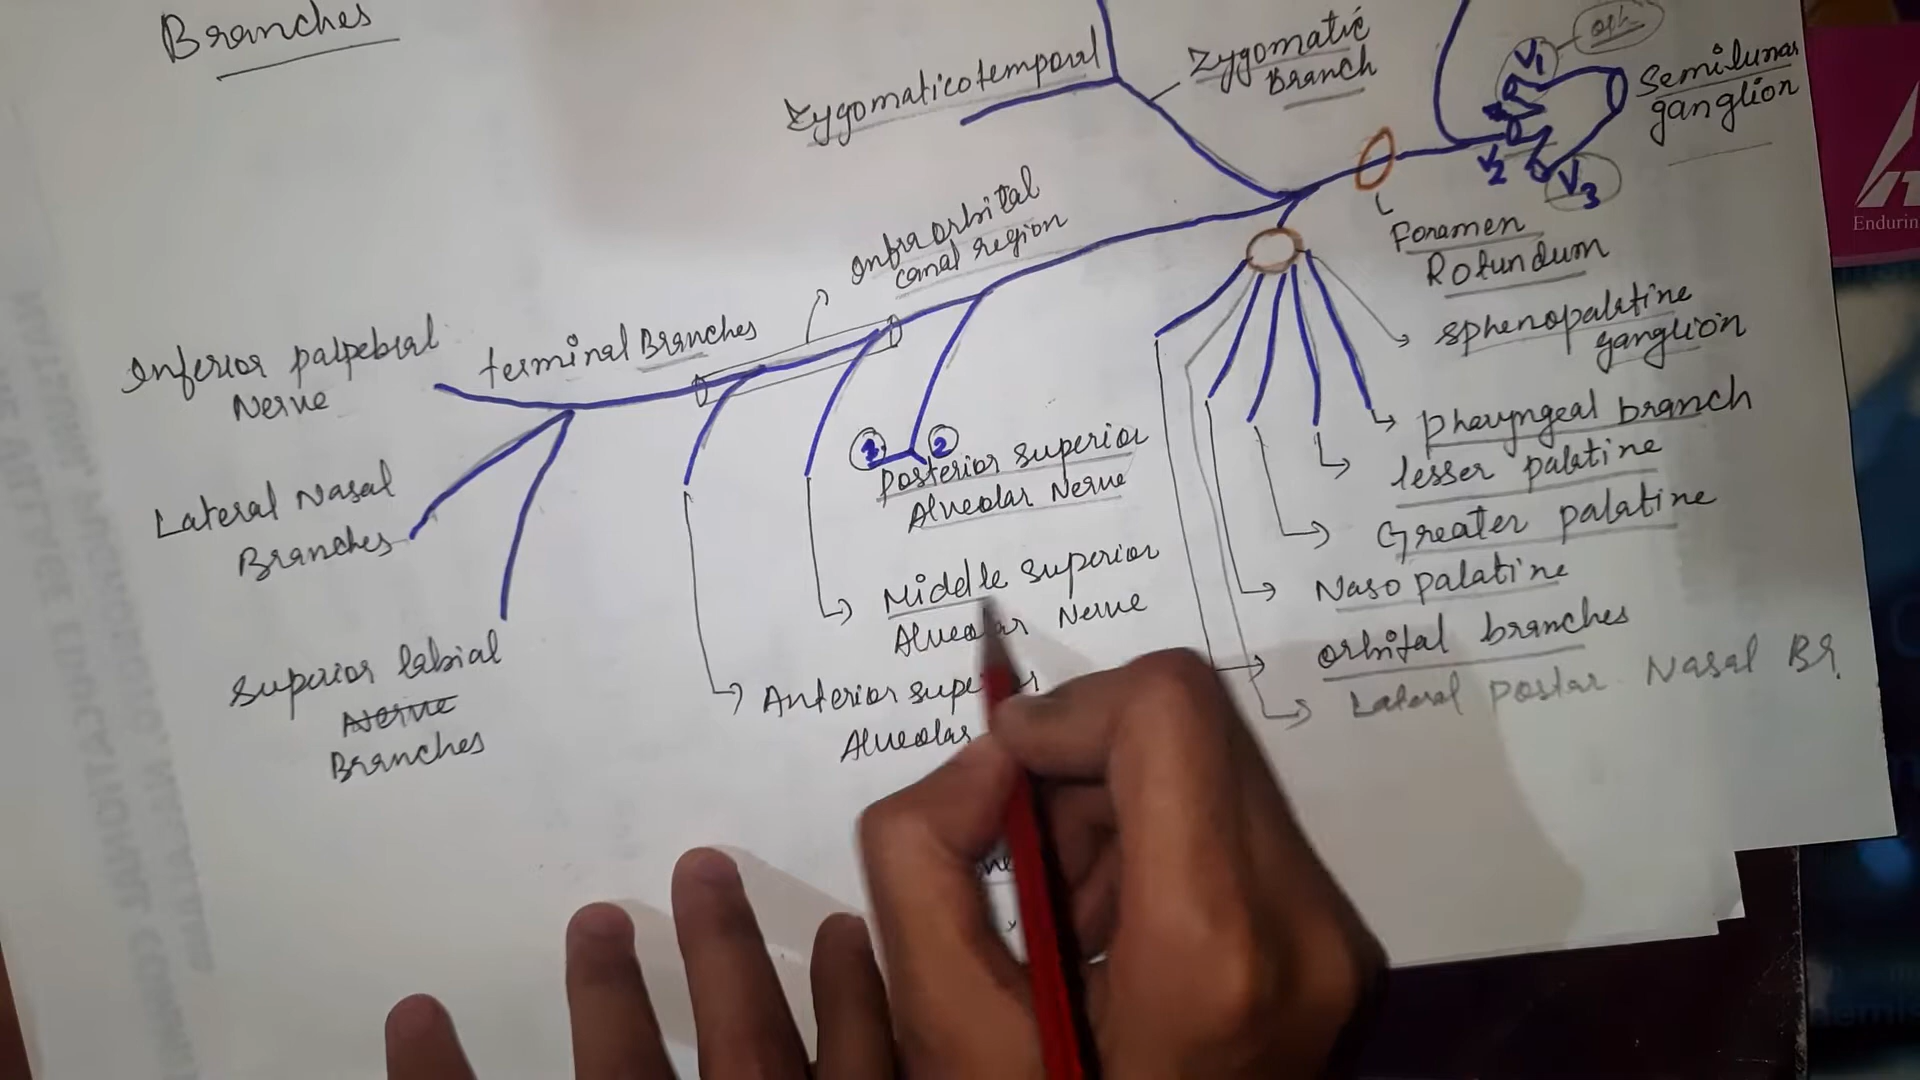 Branches
Zygomaticotemporal
Zygomatic
Branch
V1
V2
V3
Semilunar
ganglion
Foramen
Rotundum
Infraorbital
canal region
terminal Branches
Inferior palpebral
Nerve
Lateral Nasal
Branches
Superior labial
Nerve
Branches
1
2
Posterior superior
Alveolar Nerve
Middle superior
Alveolar Nerve
Anterior superior
Alveolar
sphenopalatine
ganglion
pharyngeal branch
lesser palatine
Greater palatine
Naso palatine
orbital branches
Lateral postar Nasal Br.
Endurin